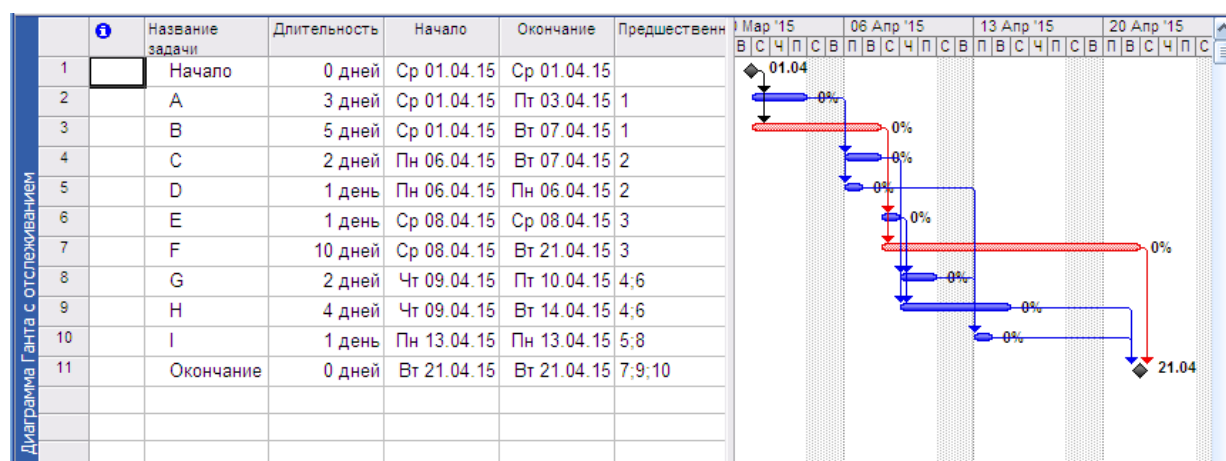 Диаграмма Ганта с отслеживанием
Название задачи Длительность Начало Окончание Предшественн
1 Начало 0 дней Ср 01.04.15 Ср 01.04.15
2 A 3 дней Ср 01.04.15 Пт 03.04.15 1
3 B 5 дней Ср 01.04.15 Вт 07.04.15 1
4 C 2 дней Пн 06.04.15 Вт 07.04.15 2
5 D 1 день Пн 06.04.15 Пн 06.04.15 2
6 E 1 день Ср 08.04.15 Ср 08.04.15 3
7 F 10 дней Ср 08.04.15 Вт 21.04.15 3
8 G 2 дней Чт 09.04.15 Пт 10.04.15 4;6
9 H 4 дней Чт 09.04.15 Вт 14.04.15 4;6
10 I 1 день Пн 13.04.15 Пн 13.04.15 5;8
11 Окончание 0 дней Вт 21.04.15 Вт 21.04.15 7;9;10
Мар '15 06 Апр '15 13 Апр '15 20 Апр '15
В С Ч П С В П В С Ч П С В П В С Ч П С В П В С Ч П С
01.04
0%
0%
0%
0%
0%
0%
0%
0%
0%
21.04